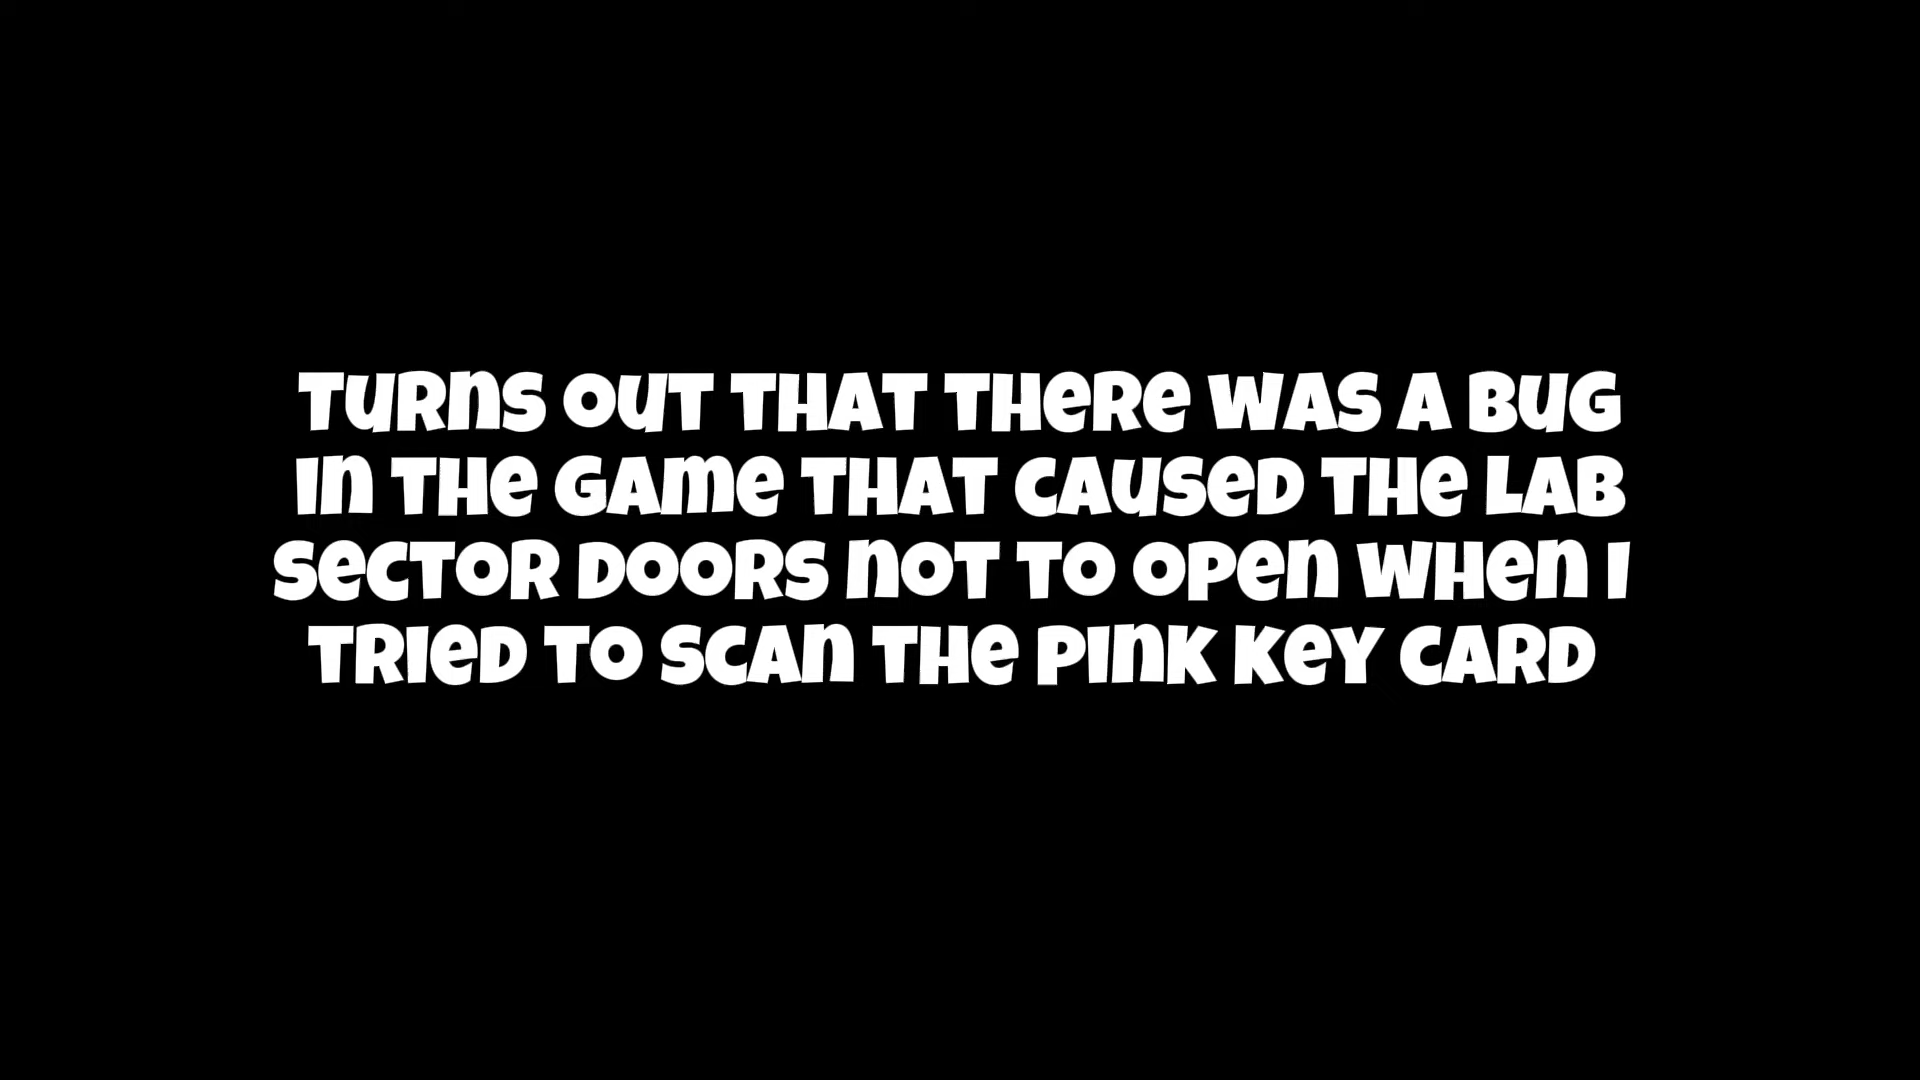 Turns out that there was a bug
in the game that caused the lab
sector doors not to open when I
tried to scan the pink key card